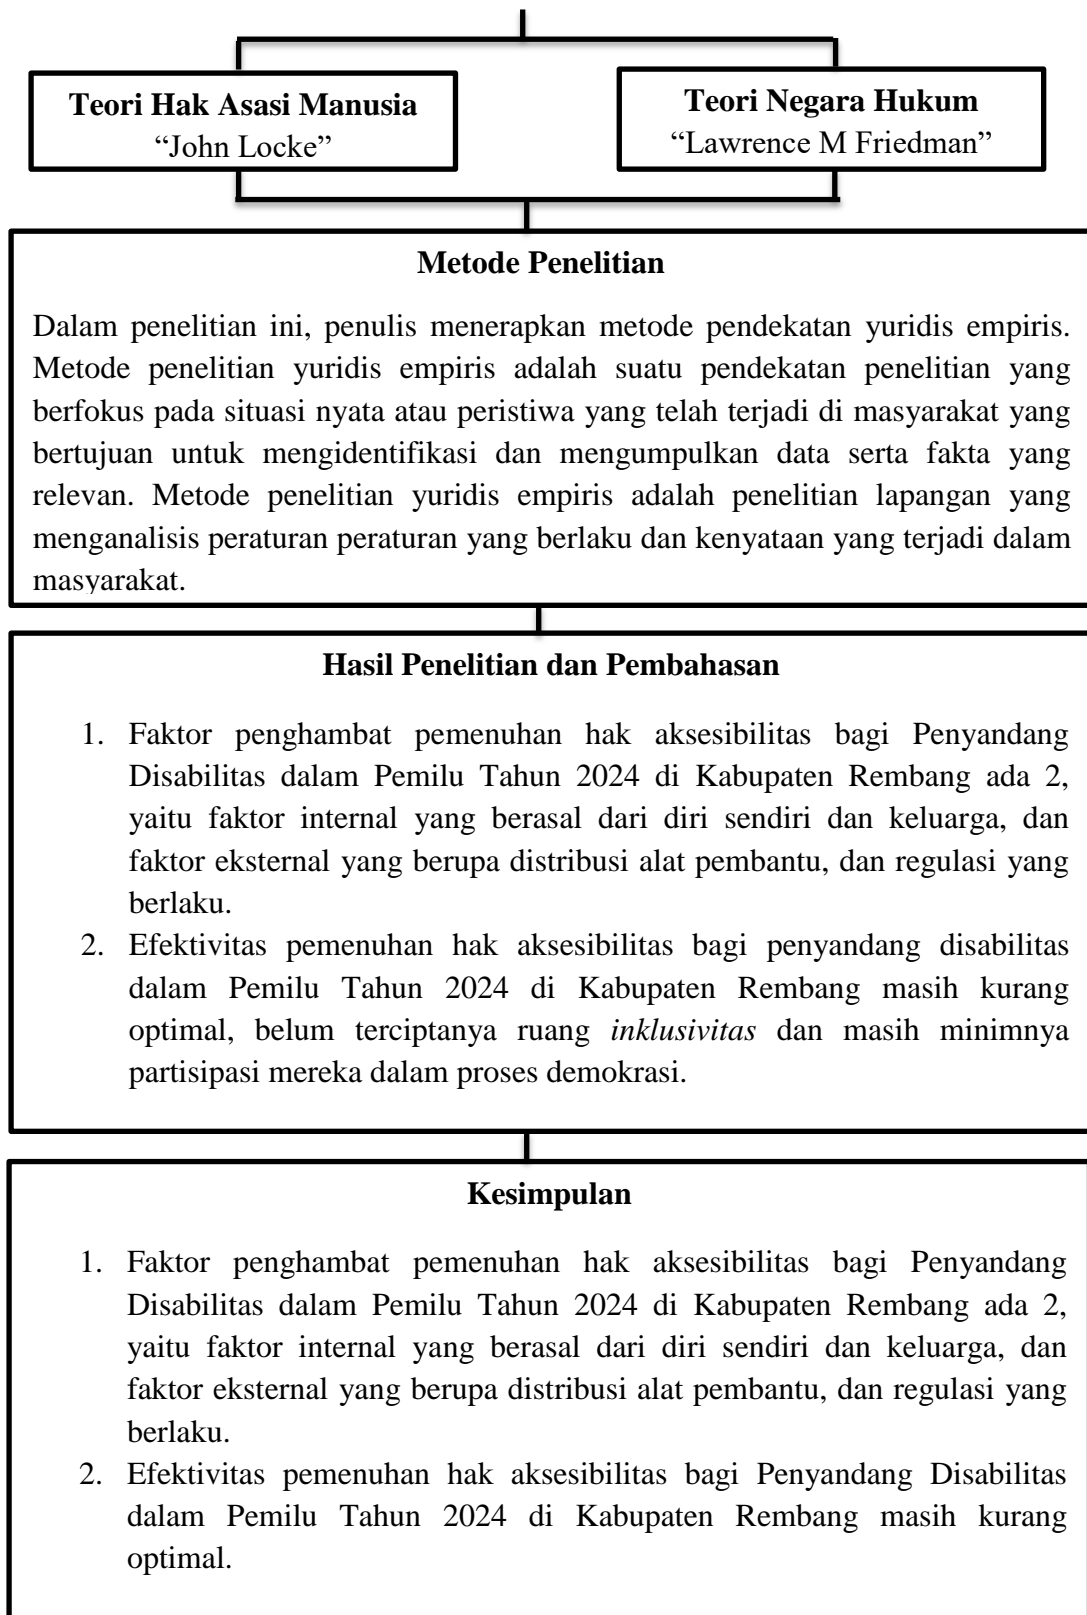 Teori Hak Asasi Manusia
“John Locke”
Teori Negara Hukum
“Lawrence M Friedman”
Metode Penelitian
Dalam penelitian ini, penulis menerapkan metode pendekatan yuridis empiris.
Metode penelitian yuridis empiris adalah suatu pendekatan penelitian yang
berfokus pada situasi nyata atau peristiwa yang telah terjadi di masyarakat yang
bertujuan untuk mengidentifikasi dan mengumpulkan data serta fakta yang
relevan. Metode penelitian yuridis empiris adalah penelitian lapangan yang
menganalisis peraturan peraturan yang berlaku dan kenyataan yang terjadi dalam
masyarakat.
Hasil Penelitian dan Pembahasan
1. Faktor penghambat pemenuhan hak aksesibilitas bagi Penyandang
Disabilitas dalam Pemilu Tahun 2024 di Kabupaten Rembang ada 2,
yaitu faktor internal yang berasal dari diri sendiri dan keluarga, dan
faktor eksternal yang berupa distribusi alat pembantu, dan regulasi yang
berlaku.
2. Efektivitas pemenuhan hak aksesibilitas bagi penyandang disabilitas
dalam Pemilu Tahun 2024 di Kabupaten Rembang masih kurang
optimal, belum terciptanya ruang inklusivitas dan masih minimnya
partisipasi mereka dalam proses demokrasi.
Kesimpulan
1. Faktor penghambat pemenuhan hak aksesibilitas bagi Penyandang
Disabilitas dalam Pemilu Tahun 2024 di Kabupaten Rembang ada 2,
yaitu faktor internal yang berasal dari diri sendiri dan keluarga, dan
faktor eksternal yang berupa distribusi alat pembantu, dan regulasi yang
berlaku.
2. Efektivitas pemenuhan hak aksesibilitas bagi Penyandang Disabilitas
dalam Pemilu Tahun 2024 di Kabupaten Rembang masih kurang
optimal.